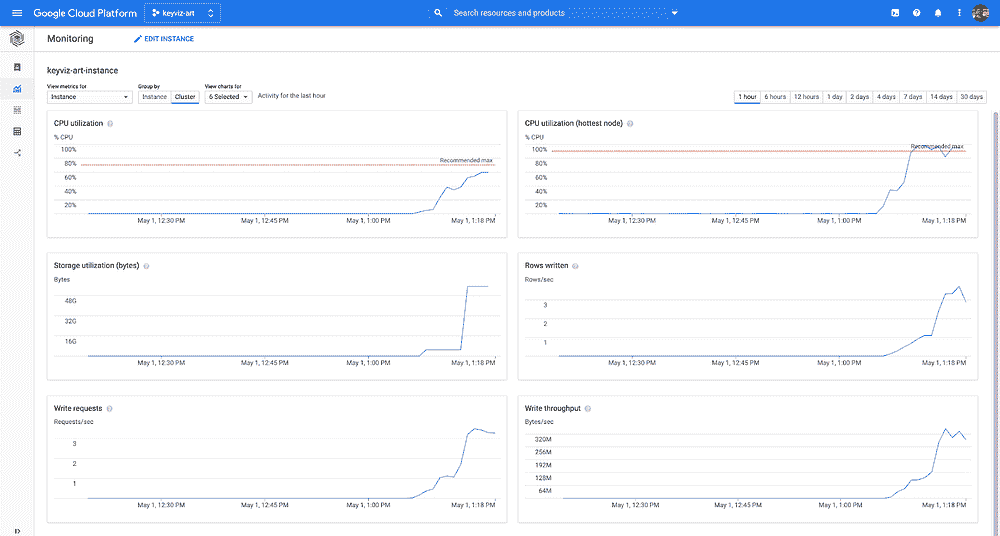 Google Cloud Platform
keyviz-art
Search resources and products
Monitoring
EDIT INSTANCE
keyviz-art-instance
View metrics for
Group by
View charts for
Instance
Instance
Cluster
6 Selected
Activity for the last hour
1 hour
6 hours
12 hours
1 day
2 days
4 days
7 days
14 days
30 days
CPU utilization
% CPU
100%
80%
60%
40%
20%
Recommended max
May 1, 12:30 PM
May 1, 12:45 PM
May 1, 1:00 PM
May 1, 1:18 PM
CPU utilization (hottest node)
% CPU
100%
80%
60%
40%
20%
Recommended max
May 1, 12:30 PM
May 1, 12:45 PM
May 1, 1:00 PM
May 1, 1:18 PM
Storage utilization (bytes)
Bytes
48G
32G
16G
May 1, 12:30 PM
May 1, 12:45 PM
May 1, 1:00 PM
May 1, 1:18 PM
Rows written
Rows/sec
3
2
1
May 1, 12:30 PM
May 1, 12:45 PM
May 1, 1:00 PM
May 1, 1:18 PM
Write requests
Requests/sec
3
2
1
May 1, 12:30 PM
May 1, 12:45 PM
May 1, 1:00 PM
May 1, 1:18 PM
Write throughput
Bytes/sec
320M
256M
192M
128M
64M
May 1, 12:30 PM
May 1, 12:45 PM
May 1, 1:00 PM
May 1, 1:18 PM